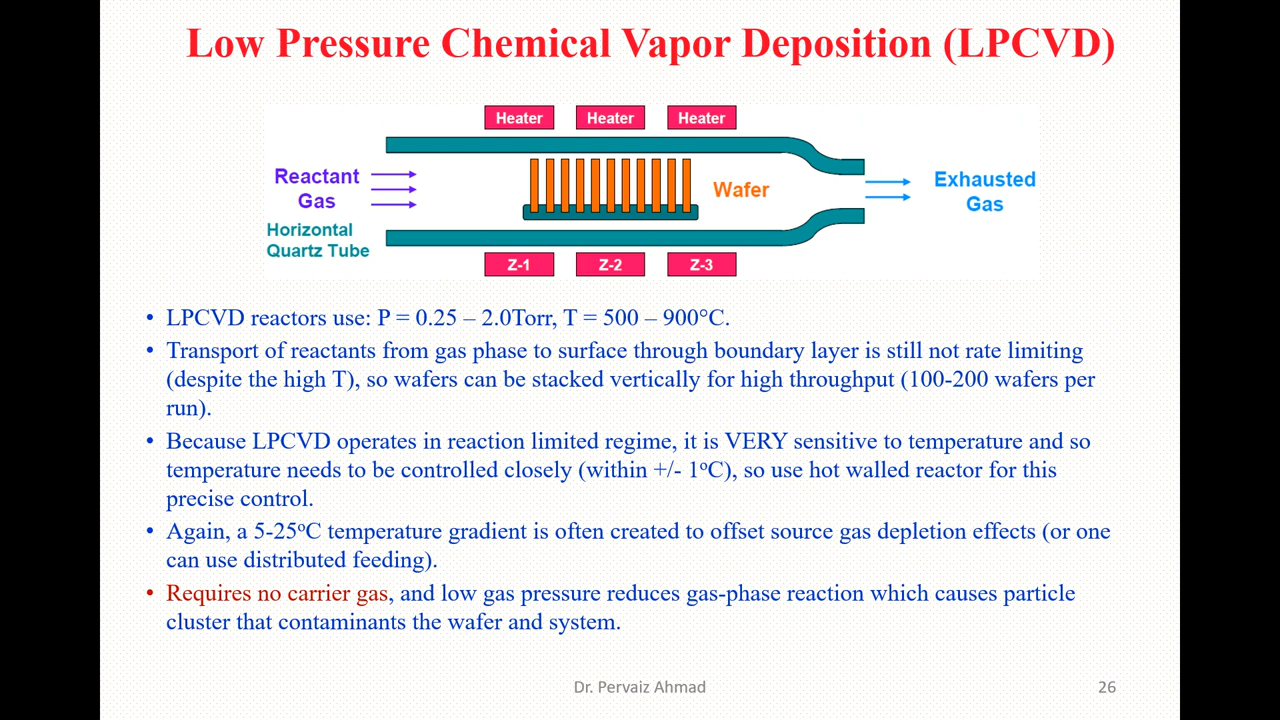 Low Pressure Chemical Vapor Deposition (LPCVD)
Heater Heater Heater
Reactant
Gas
Wafer
Exhausted
Gas
Horizontal
Quartz Tube
Z-1 Z-2 Z-3
• LPCVD reactors use: P = 0.25 – 2.0Torr, T = 500 – 900°C.
• Transport of reactants from gas phase to surface through boundary layer is still not rate limiting
(despite the high T), so wafers can be stacked vertically for high throughput (100-200 wafers per
run).
• Because LPCVD operates in reaction limited regime, it is VERY sensitive to temperature and so
temperature needs to be controlled closely (within +/- 1ºC), so use hot walled reactor for this
precise control.
• Again, a 5-25ºC temperature gradient is often created to offset source gas depletion effects (or one
can use distributed feeding).
• Requires no carrier gas, and low gas pressure reduces gas-phase reaction which causes particle
cluster that contaminants the wafer and system.
Dr. Pervaiz Ahmad
26